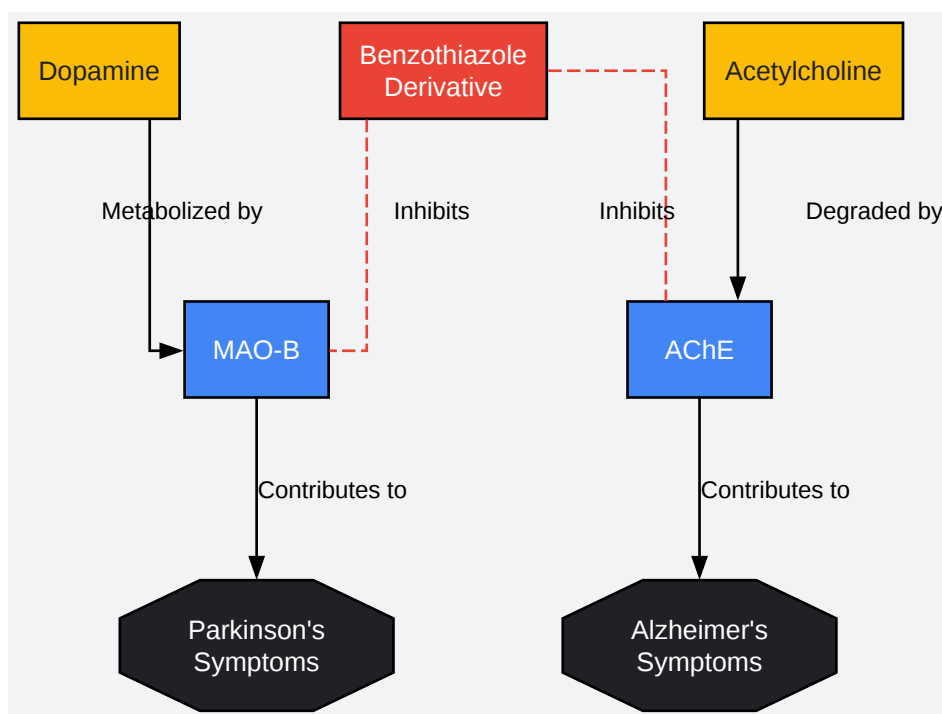 Dopamine
Benzothiazole
Derivative
Acetylcholine
Metabolized by
Inhibits
Inhibits
Degraded by
MAO-B
AChE
Contributes to
Contributes to
Parkinson's
Symptoms
Alzheimer's
Symptoms